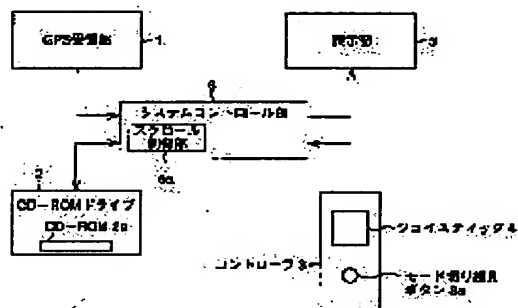 GPS受信部 1
表示部
システムコントロール部
スクロール
制御部
6a
2
CD-ROMドライブ
CD-ROM 2a
ジョイスティック
コントローラ
モード切り換え
ボタン